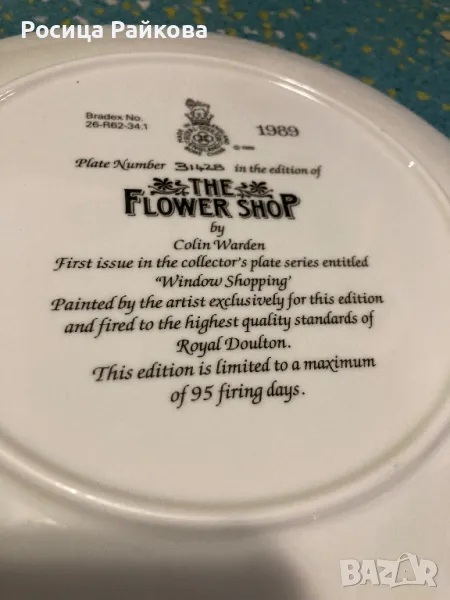 Росица Райкова
Bradex No.
26-R62-34.1
1989
© 1989
Plate Number 31428 in the edition of
THE
FLOWER SHOP
by
Colin Warden
First issue in the collector's plate series entitled
'Window Shopping'
Painted by the artist exclusively for this edition
and fired to the highest quality standards of
Royal Doulton.
This edition is limited to a maximum
of 95 firing days.
BAZAR